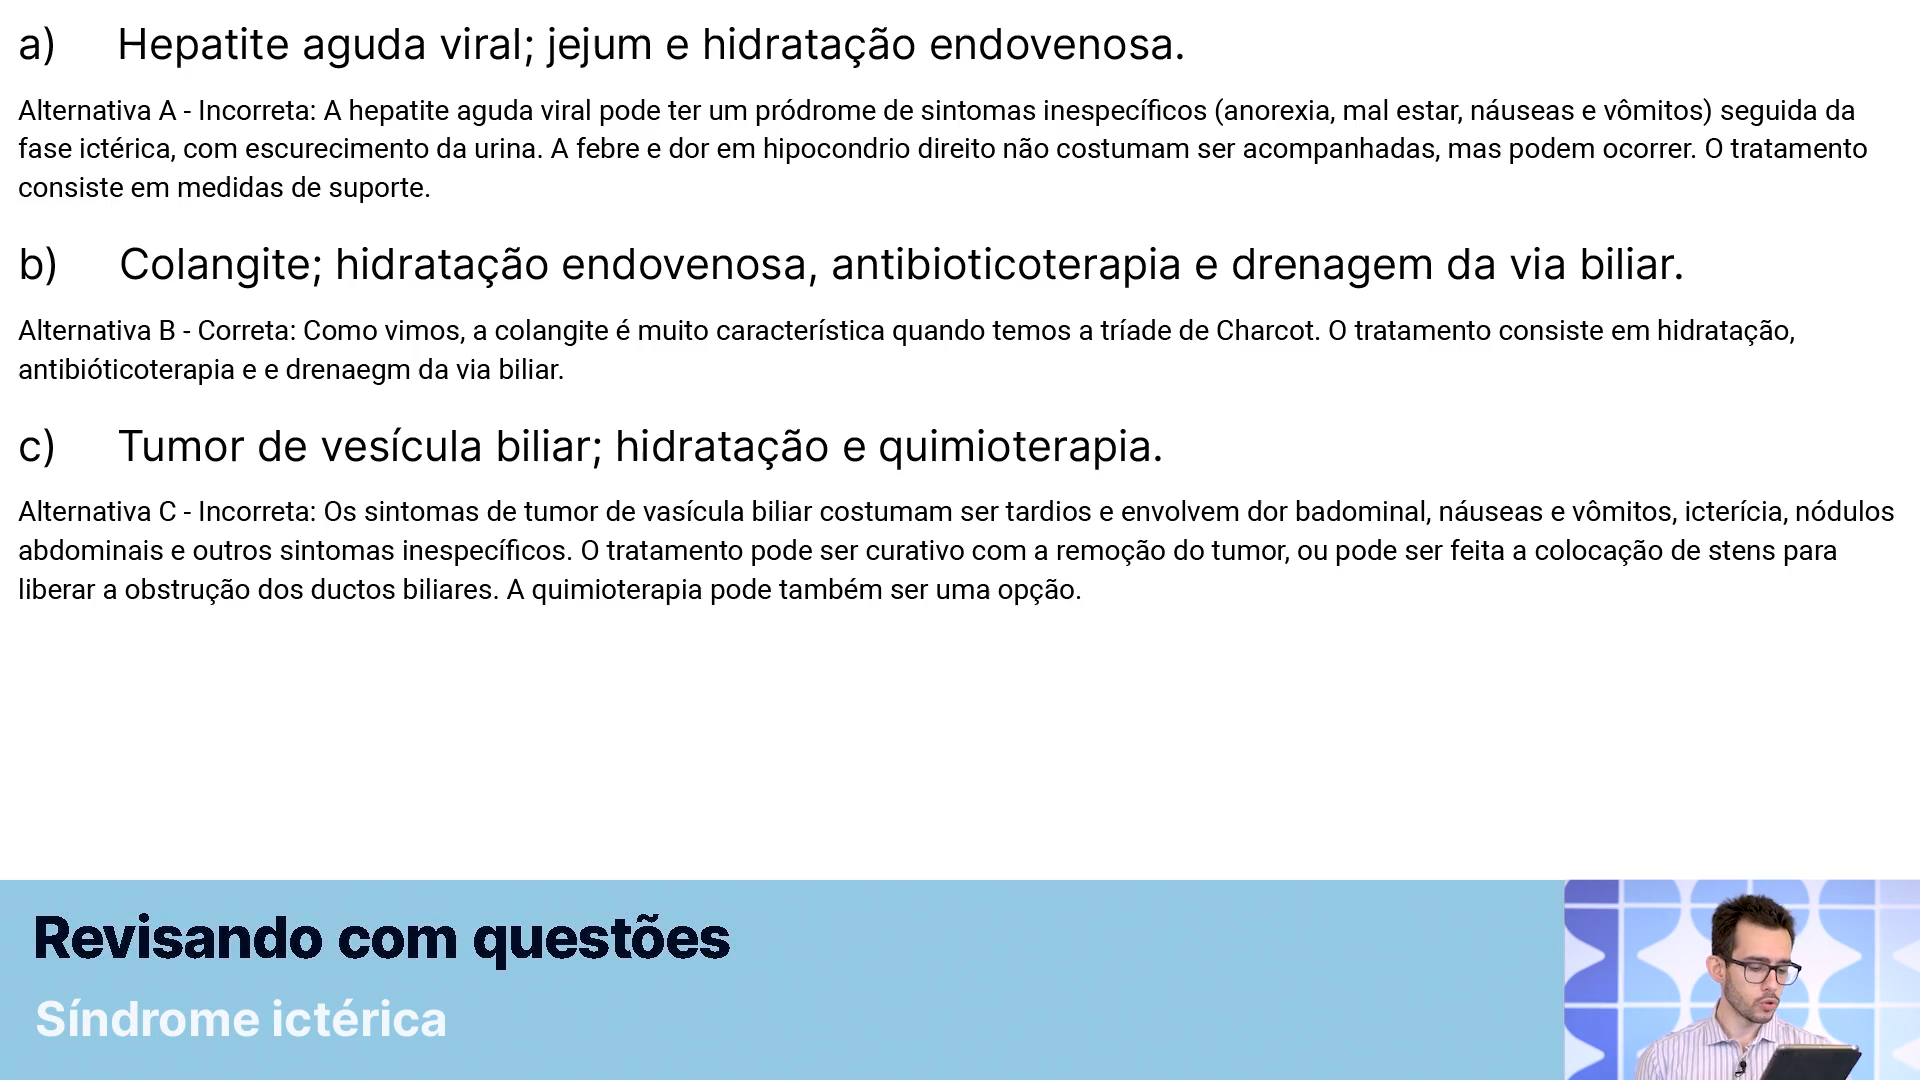 a) Hepatite aguda viral; jejum e hidratação endovenosa.
Alternativa A - Incorreta: A hepatite aguda viral pode ter um pródrome de sintomas inespecíficos (anorexia, mal estar, náuseas e vômitos) seguida da
fase ictérica, com escurecimento da urina. A febre e dor em hipocondrio direito não costumam ser acompanhadas, mas podem ocorrer. O tratamento
consiste em medidas de suporte.
b) Colangite; hidratação endovenosa, antibioticoterapia e drenagem da via biliar.
Alternativa B - Correta: Como vimos, a colangite é muito característica quando temos a tríade de Charcot. O tratamento consiste em hidratação,
antibióticoterapia e e drenaegm da via biliar.
c) Tumor de vesícula biliar; hidratação e quimioterapia.
Alternativa C - Incorreta: Os sintomas de tumor de vasícula biliar costumam ser tardios e envolvem dor badominal, náuseas e vômitos, icterícia, nódulos
abdominais e outros sintomas inespecíficos. O tratamento pode ser curativo com a remoção do tumor, ou pode ser feita a colocação de stens para
liberar a obstrução dos ductos biliares. A quimioterapia pode também ser uma opção.
Revisando com questões
Síndrome ictérica